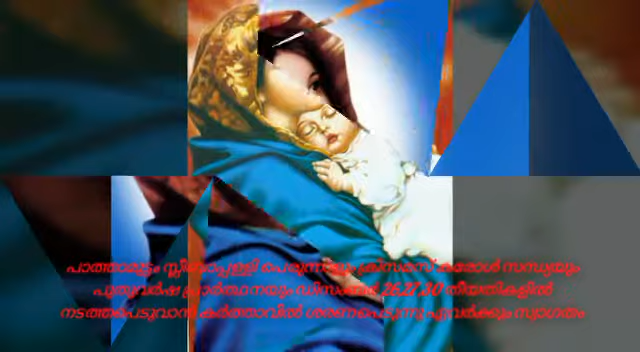 പാത്താമുട്ടം സ്ലീബാപ്പള്ളി പെരുന്നാളും ക്രിസ്മസ് കരോൾ സന്ധ്യയും
പുതുവർഷ പ്രാർത്ഥനയും ഡിസംബർ 26,27,30 തീയതികളിൽ
നടത്തപെടുവാൻ കർത്താവിൽ ശരണപെടുന്നു ഏവർക്കും സ്വാഗതം